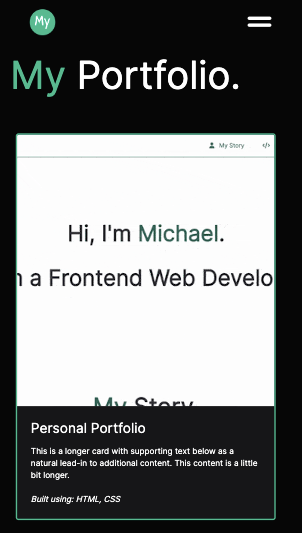 My
My Portfolio.
My Story </>
Hi, I'm Michael.
a Frontend Web Develo
My Story
Personal Portfolio
This is a longer card with supporting text below as a
natural lead-in to additional content. This content is a little
bit longer.
Built using: HTML, CSS